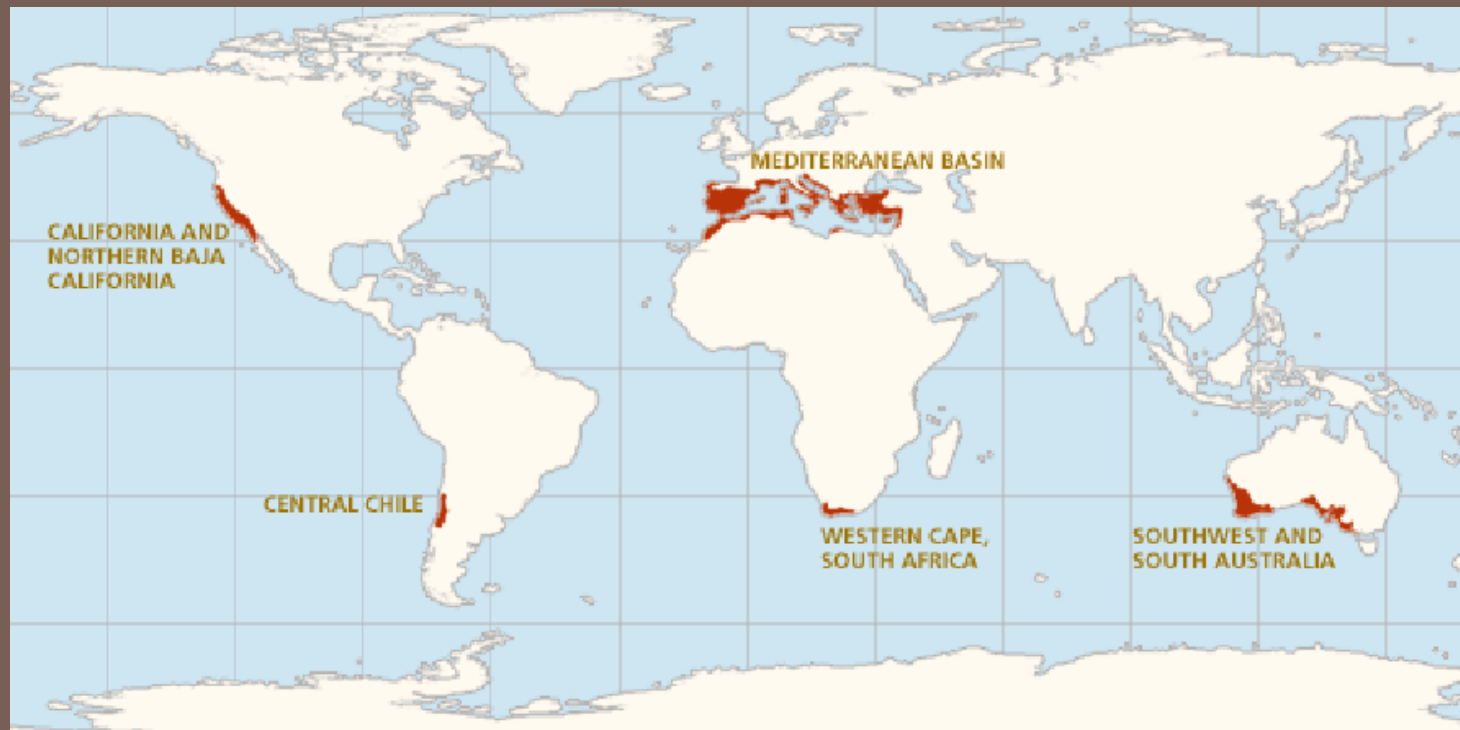 MEDITERRANEAN BASIN
CALIFORNIA AND
NORTHERN BAJA
CALIFORNIA
CENTRAL CHILE
WESTERN CAPE,
SOUTH AFRICA
SOUTHWEST AND
SOUTH AUSTRALIA